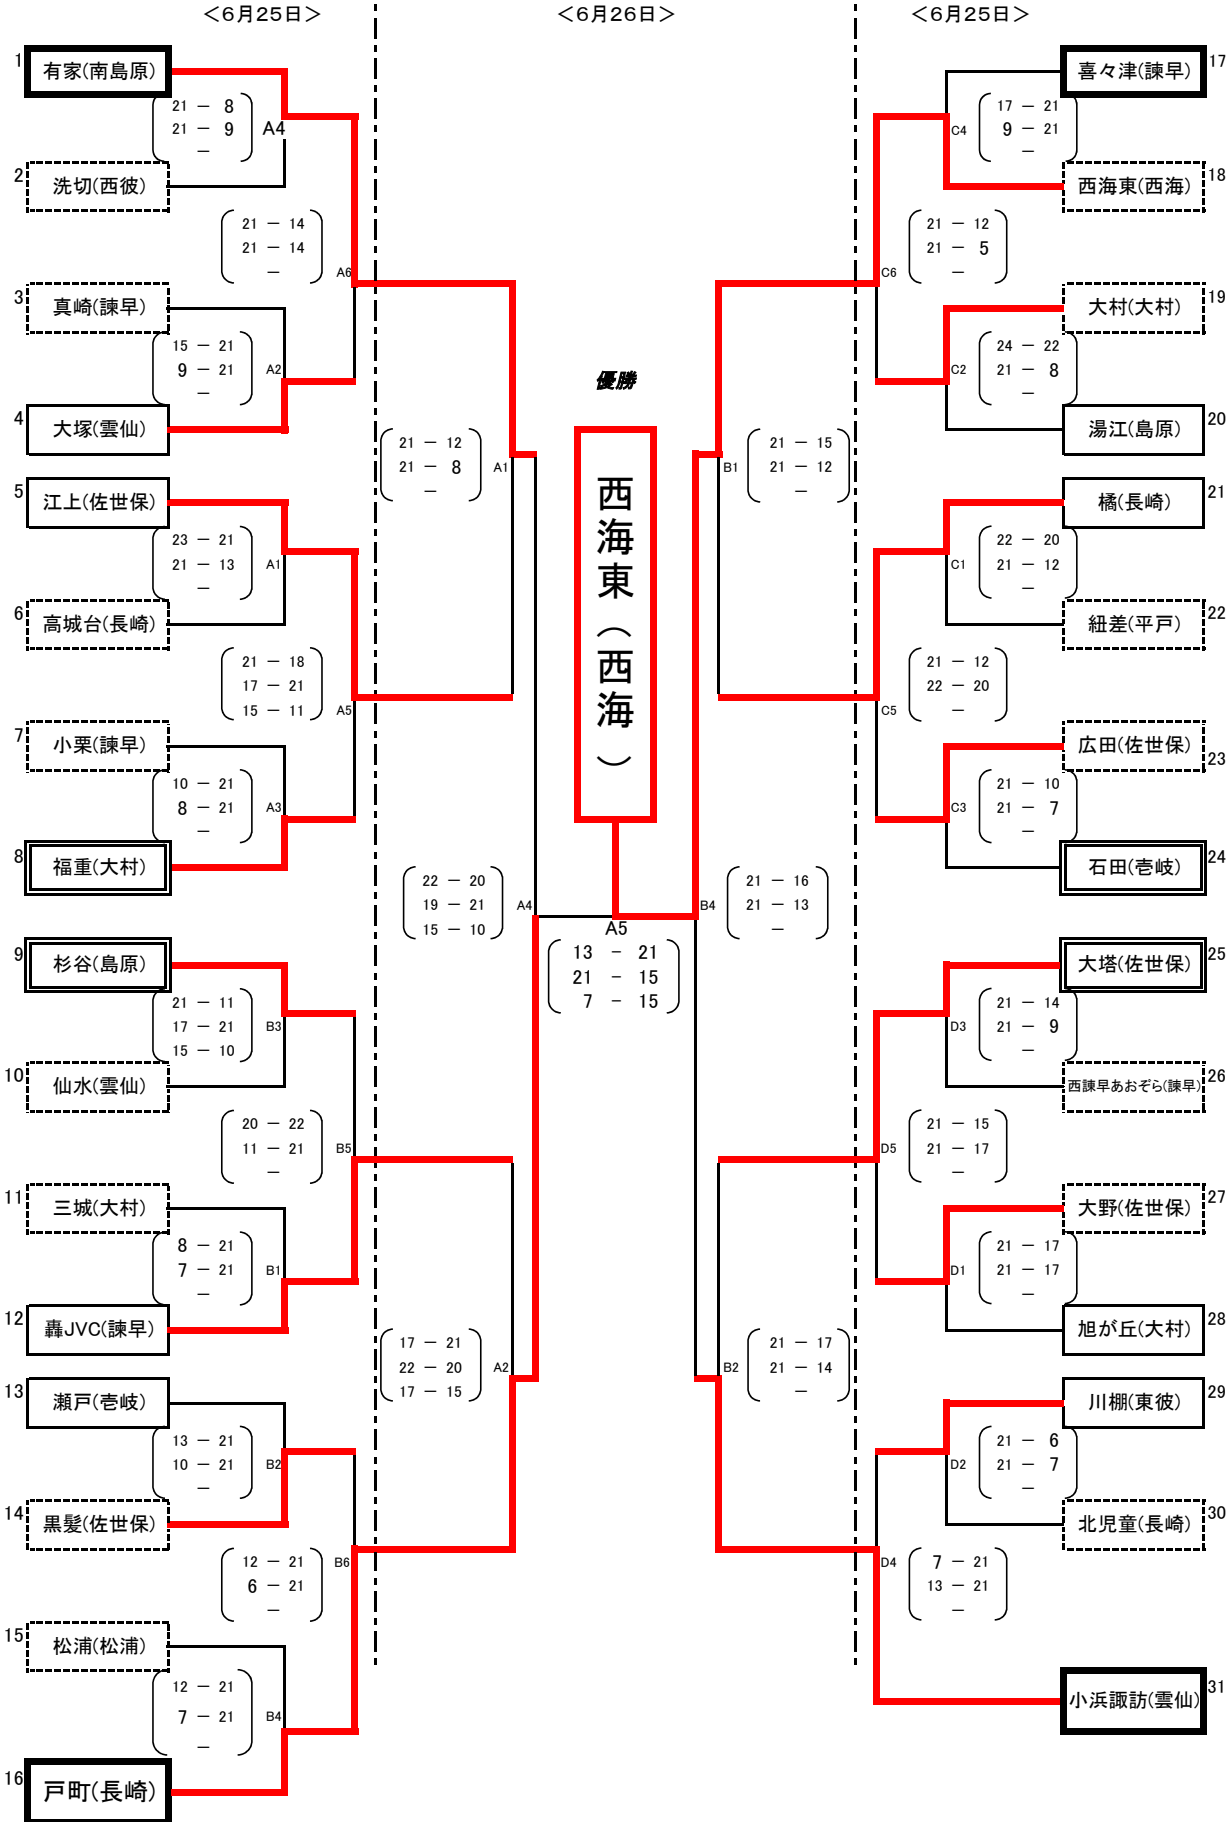 ＜6月25日＞
＜6月26日＞
＜6月25日＞
1
有家(南島原)
21 － 8
21 － 9
－
A4
2
洗切(西彼)
21 － 14
21 － 14
－
A6
3
真崎(諫早)
15 － 21
9 － 21
－
A2
4
大塚(雲仙)
21 － 12
21 － 8
－
A1
5
江上(佐世保)
23 － 21
21 － 13
－
A1
6
高城台(長崎)
21 － 18
17 － 21
15 － 11
A5
7
小栗(諫早)
10 － 21
8 － 21
－
A3
8
福重(大村)
22 － 20
19 － 21
15 － 10
A4
9
杉谷(島原)
21 － 11
17 － 21
15 － 10
B3
10
仙水(雲仙)
20 － 22
11 － 21
－
B5
11
三城(大村)
8 － 21
7 － 21
－
B1
12
轟JVC(諫早)
17 － 21
22 － 20
17 － 15
A2
13
瀬戸(壱岐)
13 － 21
10 － 21
－
B2
14
黒髪(佐世保)
12 － 21
6 － 21
－
B6
15
松浦(松浦)
12 － 21
7 － 21
－
B4
16
戸町(長崎)
優勝
西海東（西海）
A5
13 － 21
21 － 15
7 － 15
17
喜々津(諫早)
17 － 21
9 － 21
－
C4
18
西海東(西海)
21 － 12
21 － 5
－
C6
19
大村(大村)
24 － 22
21 － 8
－
C2
20
湯江(島原)
21 － 15
21 － 12
－
B1
21
橘(長崎)
22 － 20
21 － 12
－
C1
22
紐差(平戸)
21 － 12
22 － 20
－
C5
23
広田(佐世保)
21 － 10
21 － 7
－
C3
24
石田(壱岐)
21 － 16
21 － 13
－
B4
25
大塔(佐世保)
21 － 14
21 － 9
－
D3
26
西諫早あおぞら(諫早)
21 － 15
21 － 17
－
D5
27
大野(佐世保)
21 － 17
21 － 17
－
D1
28
旭が丘(大村)
21 － 17
21 － 14
－
B2
29
川棚(東彼)
21 － 6
21 － 7
－
D2
30
北児童(長崎)
7 － 21
13 － 21
－
D4
31
小浜諏訪(雲仙)